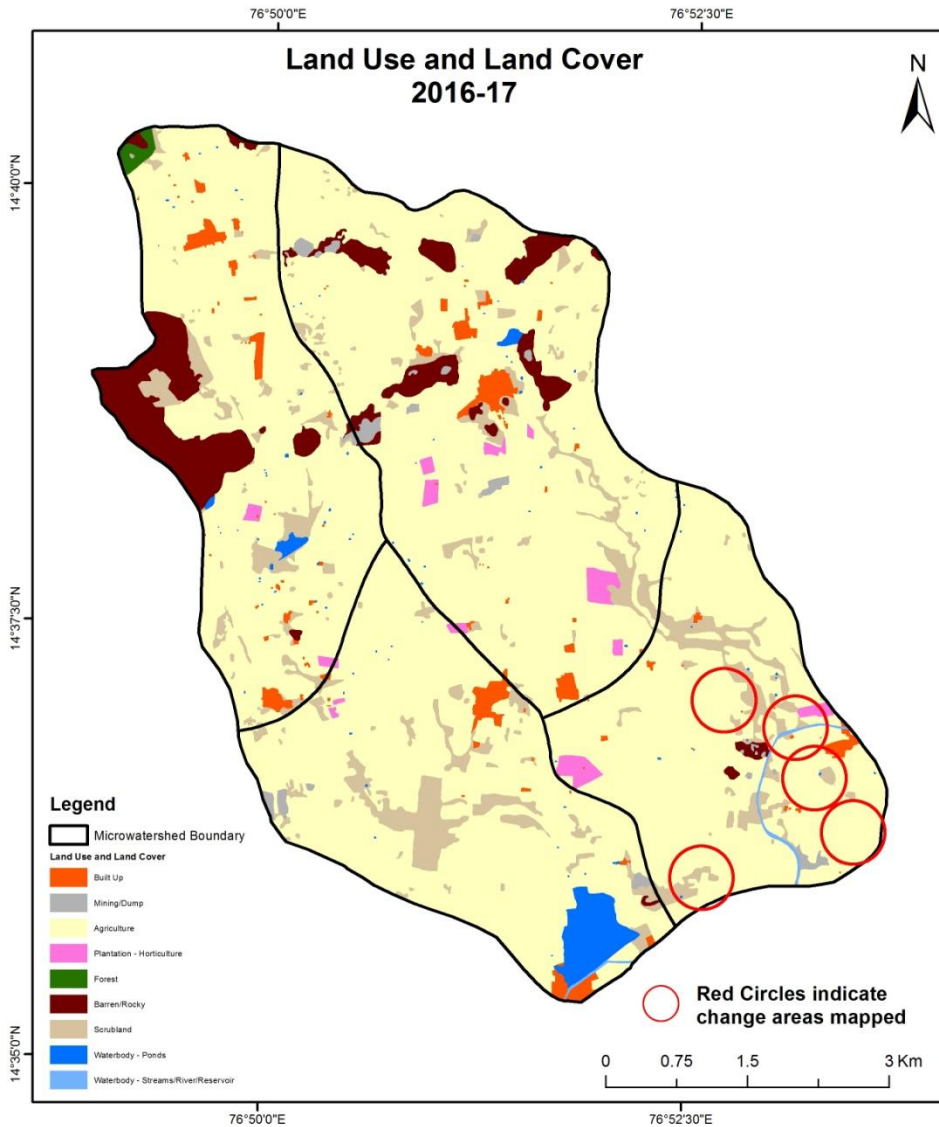 76°50'0"E
76°52'30"E
Land Use and Land Cover
2016-17
N
14°40'0"N
14°37'30"N
14°35'0"N
Legend
Microwatershed Boundary
Land Use and Land Cover
Built Up
Mining/Dump
Agriculture
Plantation - Horticulture
Forest
Barren/Rocky
Scrubland
Waterbody - Ponds
Waterbody - Streams/River/Reservoir
Red Circles indicate
change areas mapped
0 0.75 1.5 3 Km
76°50'0"E
76°52'30"E